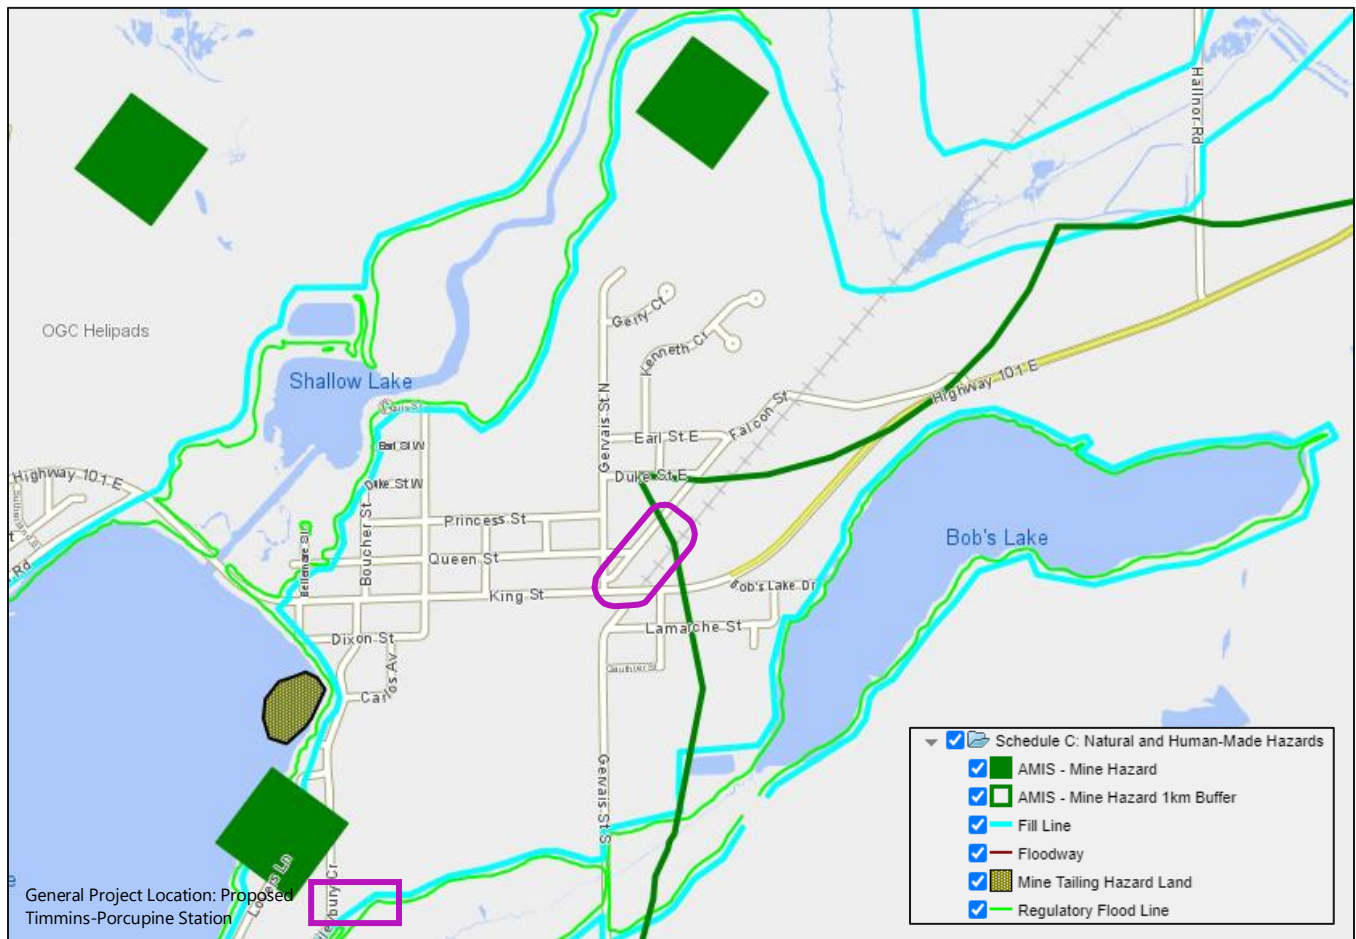 Hallnor Rd
OGC Helipads
Gerry Ct
Kenneth Cr
Shallow Lake
Gervais St N
Falcon St
Highway 101 E
Earl St E
Earl St W
Highway 101 E
Duke St E
Duke St W
Princess St
Boucher St
Queen St
Bob's Lake
Rd
King St
Bob's Lake Dr
Lamarche St
Dixon St
Carlos Av
Gervais St S
Schedule C: Natural and Human-Made Hazards
AMIS - Mine Hazard
AMIS - Mine Hazard 1km Buffer
Fill Line
Floodway
Mine Tailing Hazard Land
Regulatory Flood Line
General Project Location: Proposed
Timmins-Porcupine Station